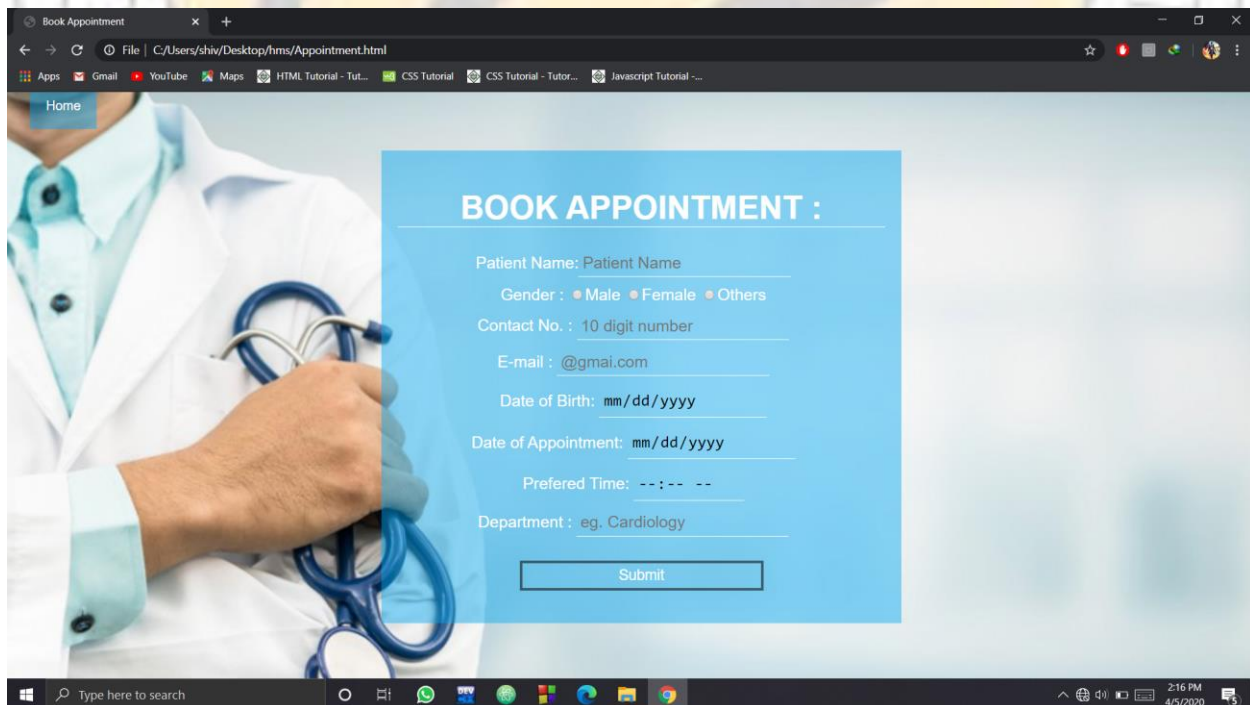 Book Appointment
File | C:/Users/shiv/Desktop/hms/Appointment.html
Apps Gmail YouTube Maps HTML Tutorial - Tut... CSS Tutorial CSS Tutorial - Tutor... Javascript Tutorial -...
Home
BOOK APPOINTMENT :
Patient Name: Patient Name
Gender : Male Female Others
Contact No. : 10 digit number
E-mail : @gmai.com
Date of Birth: mm/dd/yyyy
Date of Appointment: mm/dd/yyyy
Prefered Time: --:-- --
Department : eg. Cardiology
Submit
Type here to search
DEV
2:16 PM
4/5/2020
5